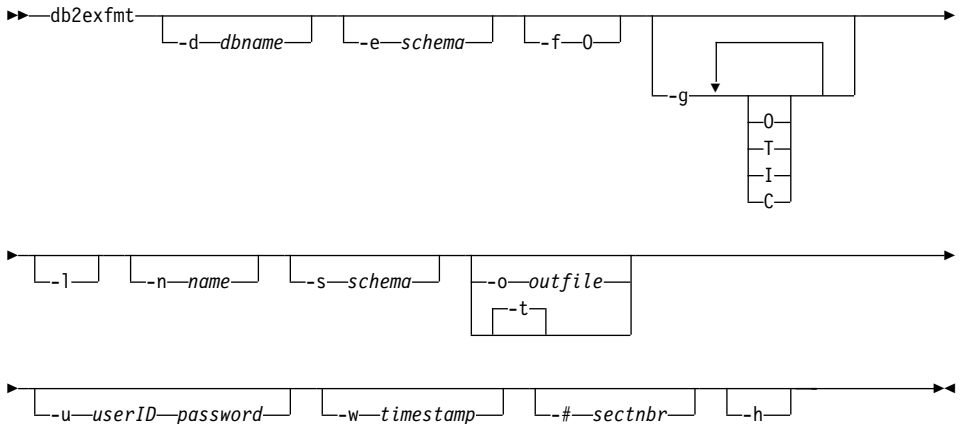 db2exfmt
-d dbname -e schema -f O
-g
O
T
I
C
-l -n name -s schema -o outfile
-t
-u userID password -w timestamp -# sectnbr -h